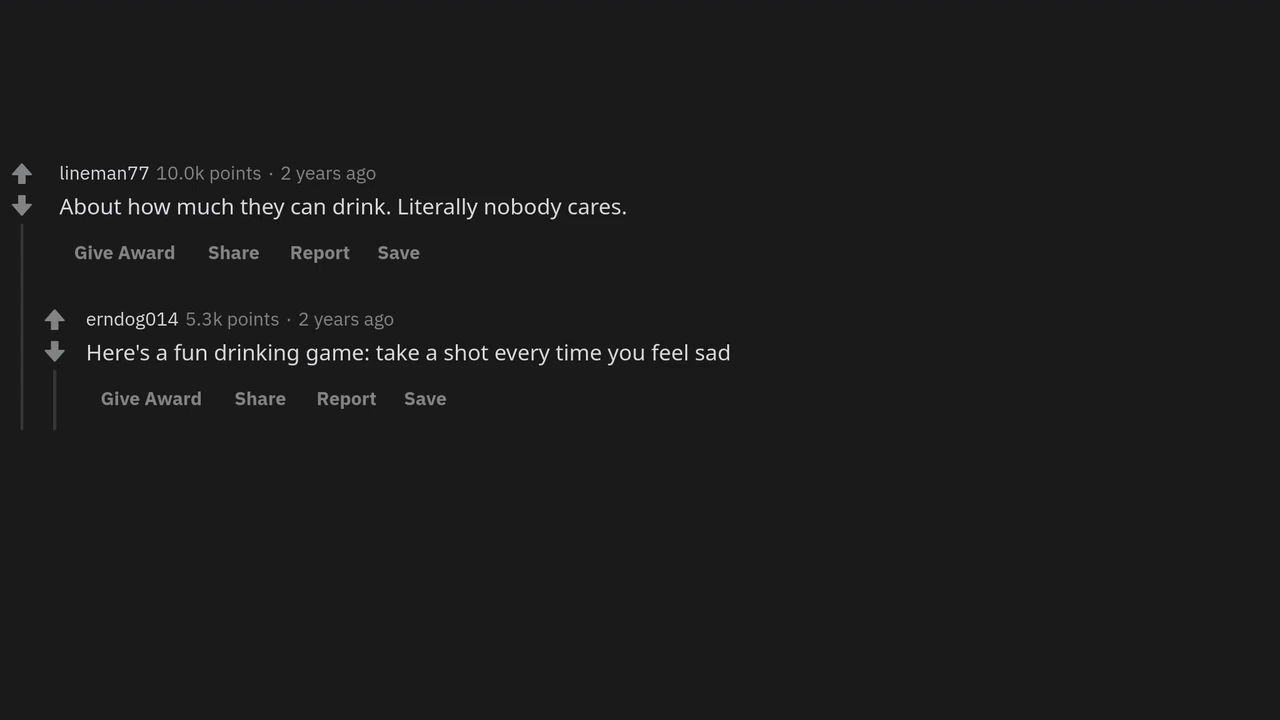 lineman77 10.0k points · 2 years ago
About how much they can drink. Literally nobody cares.
Give Award Share Report Save
erndog014 5.3k points · 2 years ago
Here's a fun drinking game: take a shot every time you feel sad
Give Award Share Report Save